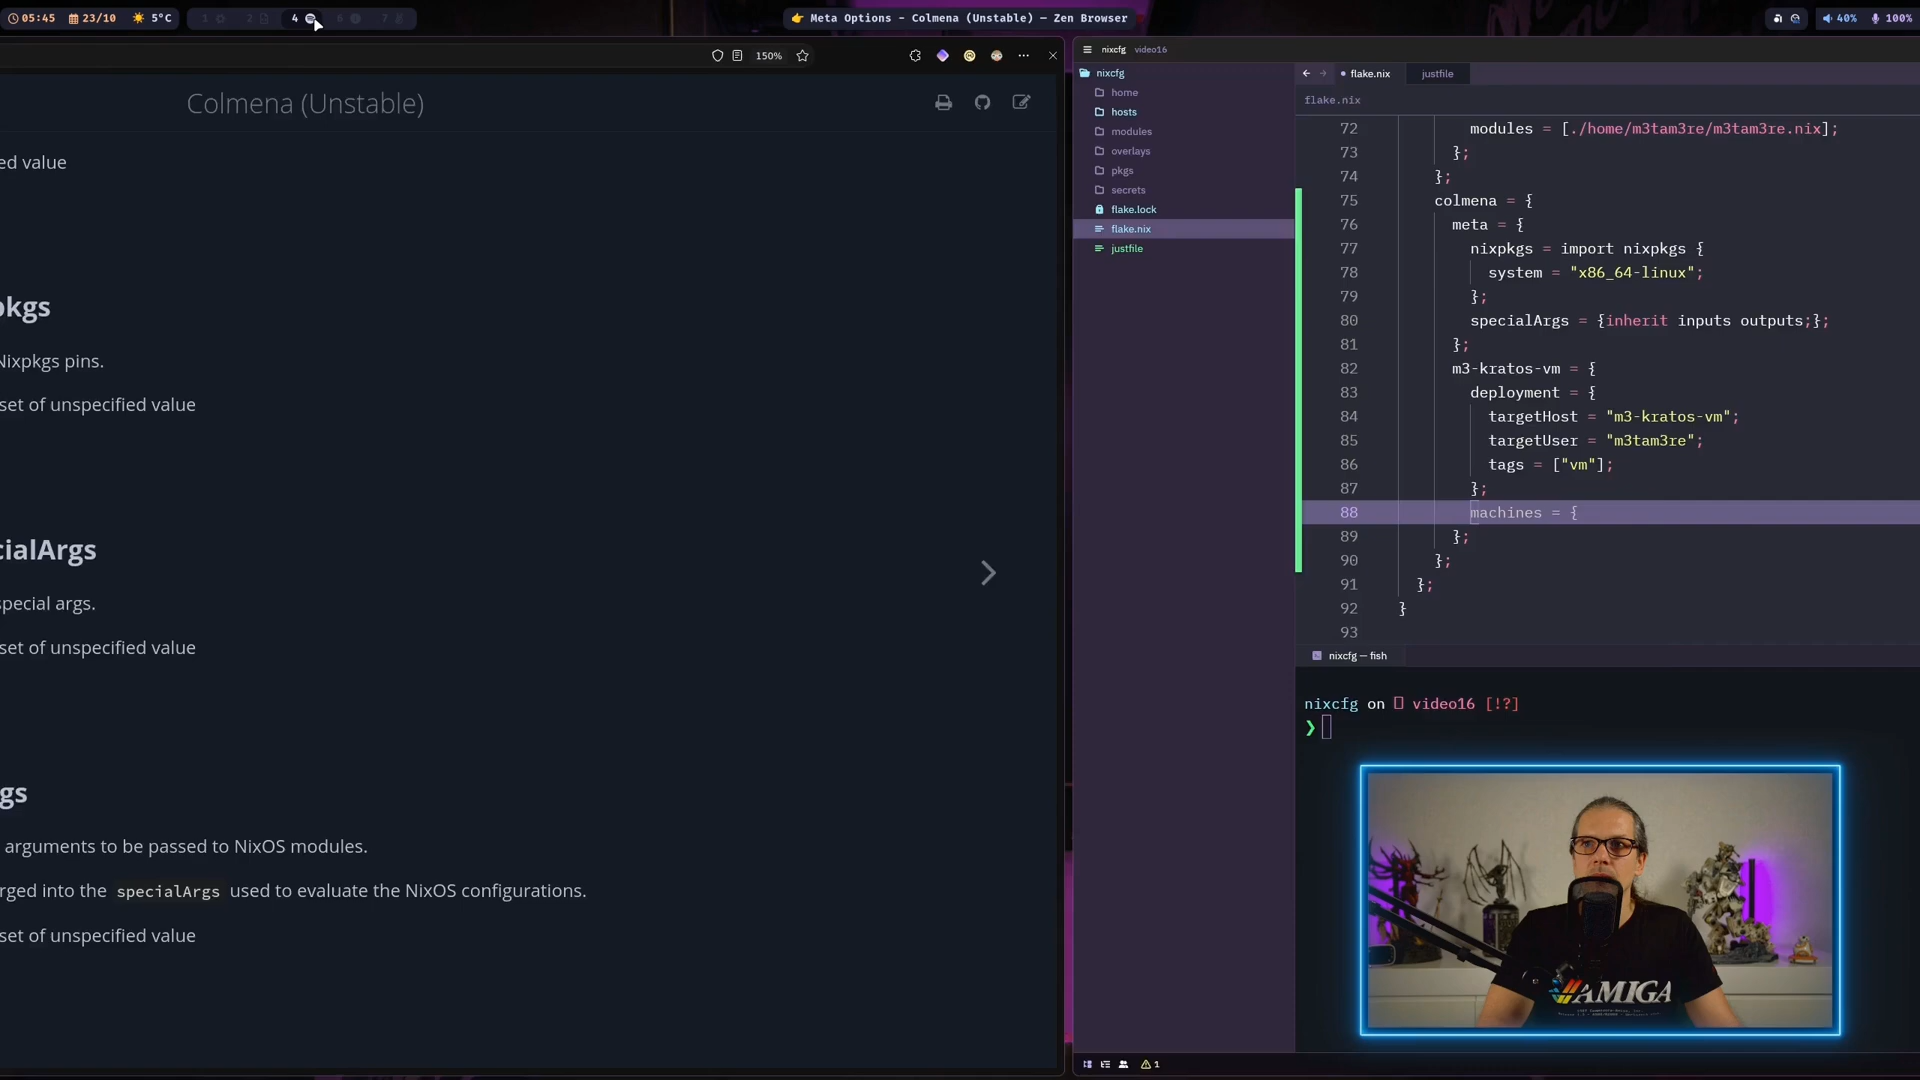 05:45 23/10 5°C
1 2 4 6 7
Meta Options - Colmena (Unstable) — Zen Browser
40% 100%
150%
Colmena (Unstable)
ed value
pkgs
Nixpkgs pins.
set of unspecified value
cialArgs
special args.
set of unspecified value
gs
arguments to be passed to NixOS modules.
rged into the specialArgs used to evaluate the NixOS configurations.
set of unspecified value
nixcfg video16
nixcfg
home
hosts
modules
overlays
pkgs
secrets
flake.lock
flake.nix
justfile
flake.nix justfile
flake.nix
72 modules = [./home/m3tam3re/m3tam3re.nix];
73 };
74 };
75 colmena = {
76 meta = {
77 nixpkgs = import nixpkgs {
78 system = "x86_64-linux";
79 };
80 specialArgs = {inherit inputs outputs;};
81 };
82 m3-kratos-vm = {
83 deployment = {
84 targetHost = "m3-kratos-vm";
85 targetUser = "m3tam3re";
86 tags = ["vm"];
87 };
88 machines = {
89 };
90 };
91 };
92 }
93
nixcfg — fish
nixcfg on video16 [!?]
❯
AMIGA
1